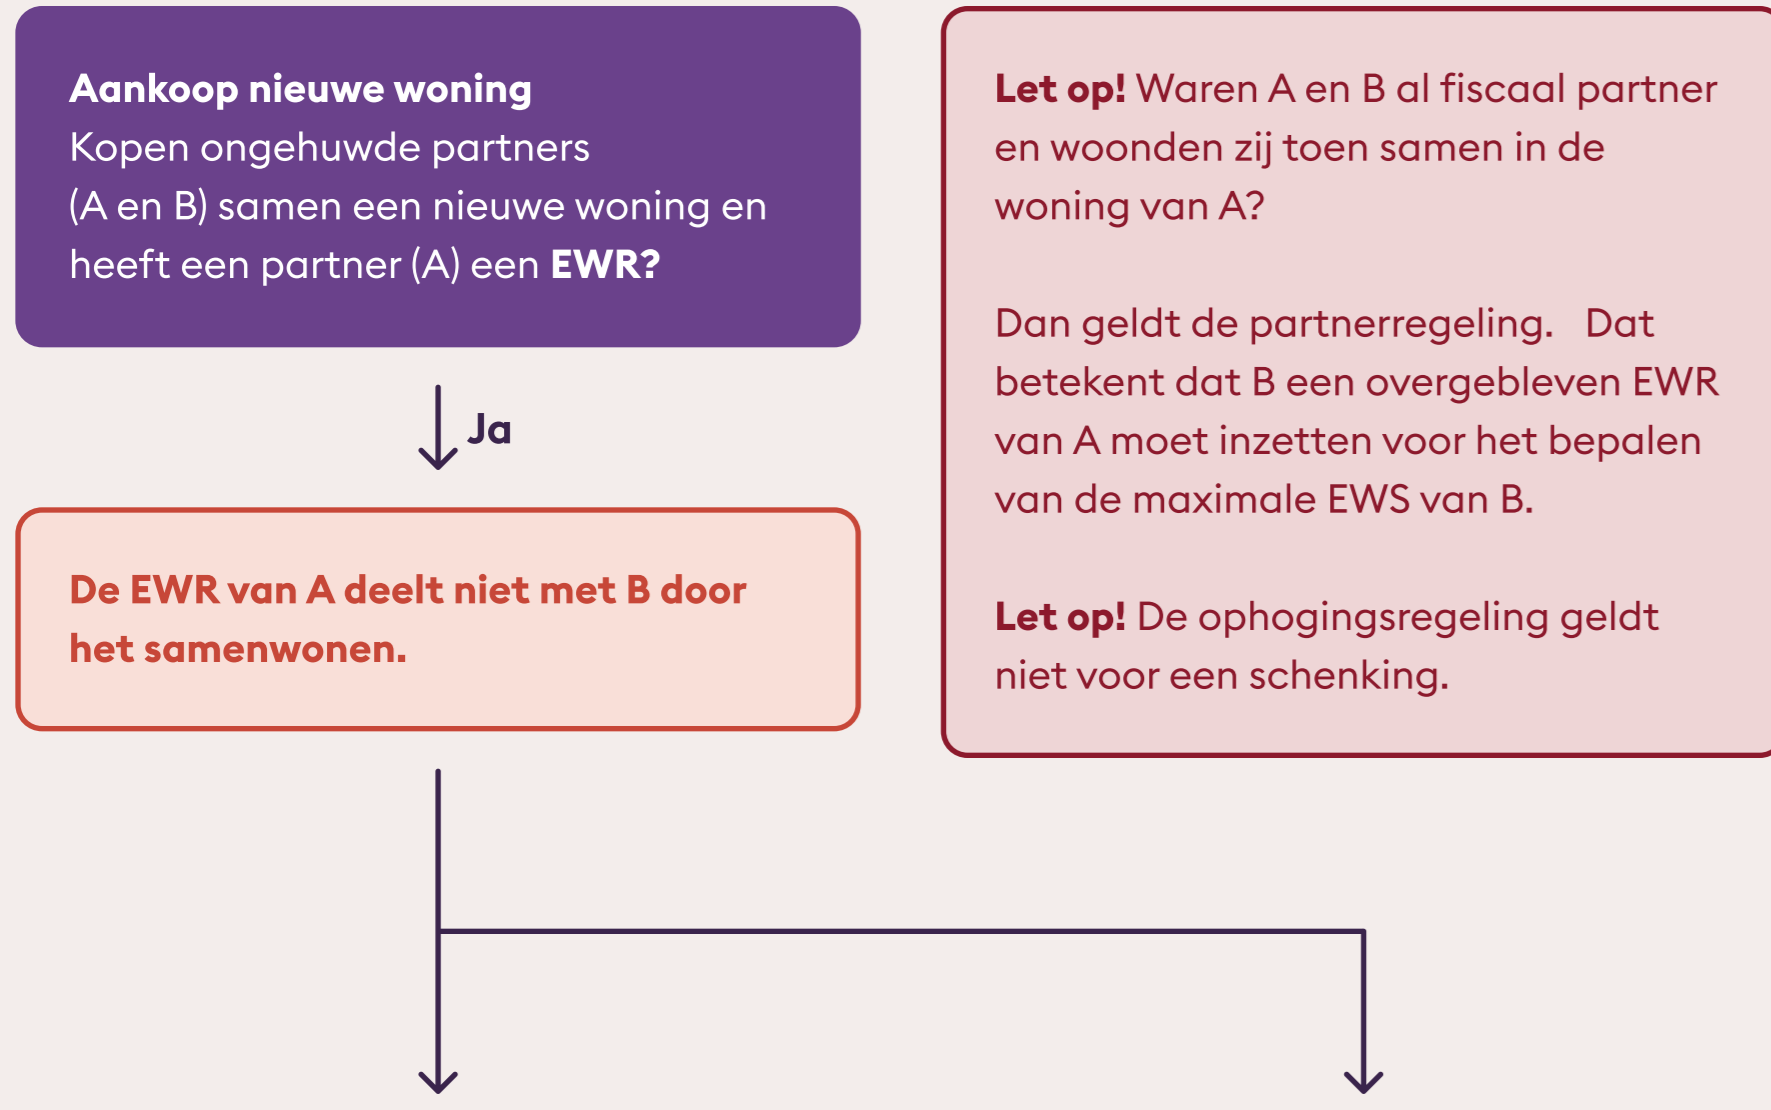 Aankoop nieuwe woning
Kopen ongehuwde partners
(A en B) samen een nieuwe woning en
heeft een partner (A) een EWR?
Ja
De EWR van A deelt niet met B door
het samenwonen.
Let op! Waren A en B al fiscaal partner
en woonden zij toen samen in de
woning van A?
Dan geldt de partnerregeling. Dat
betekent dat B een overgebleven EWR
van A moet inzetten voor het bepalen
van de maximale EWS van B.
Let op! De ophogingsregeling geldt
niet voor een schenking.